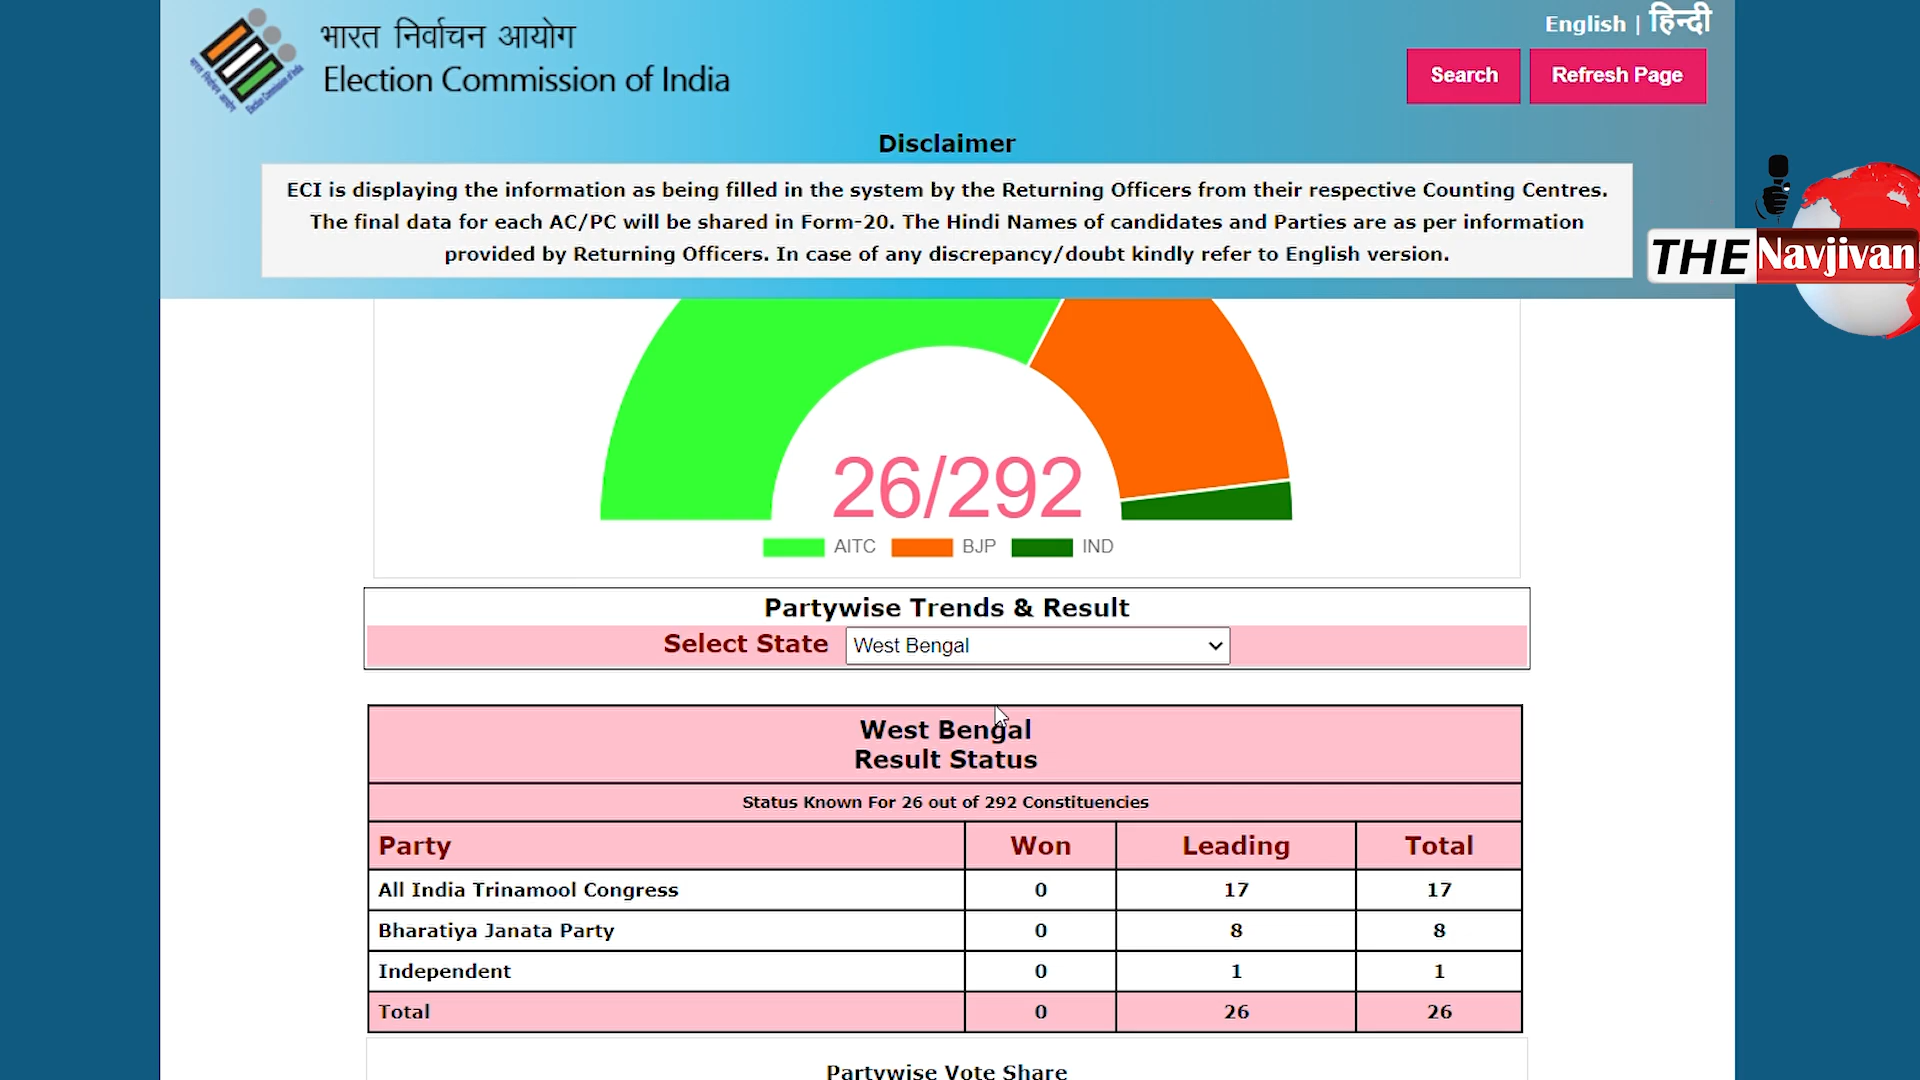 भारत निर्वाचन आयोग
Election Commission of India
English | हिन्दी
Search
Refresh Page
Disclaimer
ECI is displaying the information as being filled in the system by the Returning Officers from their respective Counting Centres.
The final data for each AC/PC will be shared in Form-20. The Hindi Names of candidates and Parties are as per information
provided by Returning Officers. In case of any discrepancy/doubt kindly refer to English version.
THE Navjivan
26/292
AITC BJP IND
Partywise Trends & Result
Select State West Bengal
West Bengal
Result Status
Status Known For 26 out of 292 Constituencies
Party Won Leading Total
All India Trinamool Congress 0 17 17
Bharatiya Janata Party 0 8 8
Independent 0 1 1
Total 0 26 26
Partywise Vote Share